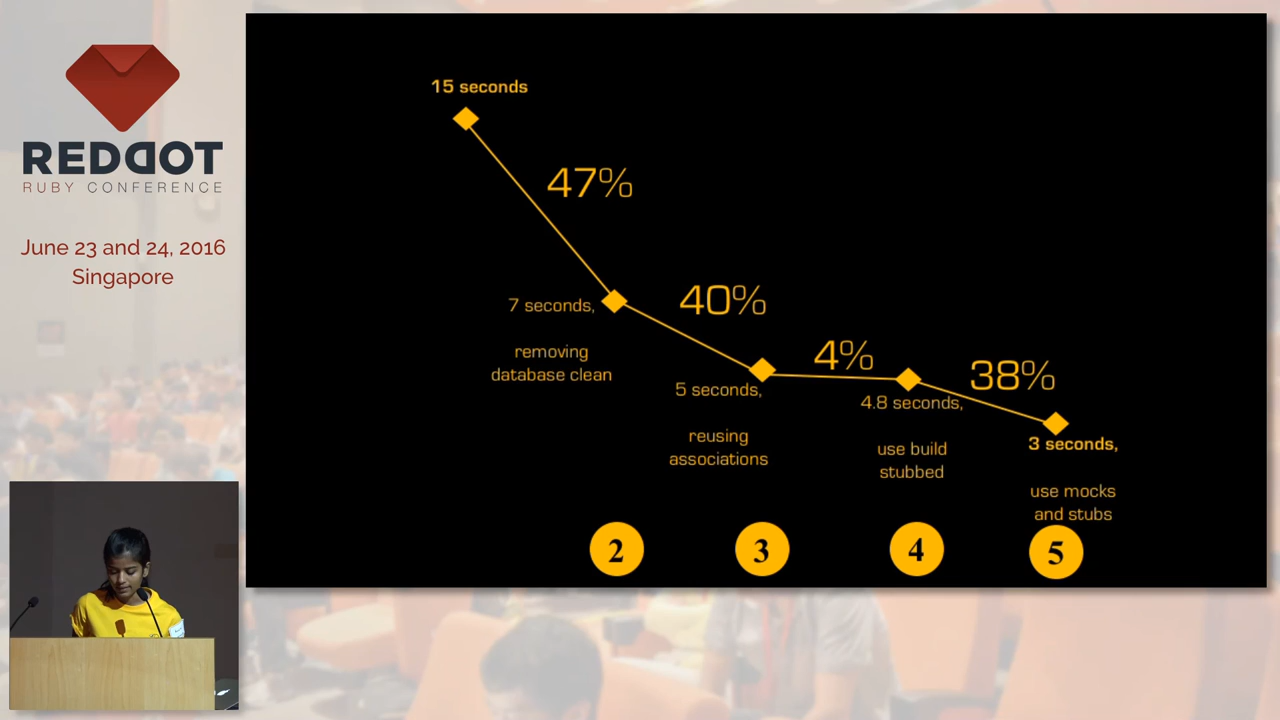 REDDOT
RUBY CONFERENCE
June 23 and 24, 2016
Singapore
15 seconds
47%
7 seconds,
removing
database clean
40%
5 seconds,
reusing
associations
4%
4.8 seconds,
use build
stubbed
38%
3 seconds,
use mocks
and stubs
2
3
4
5